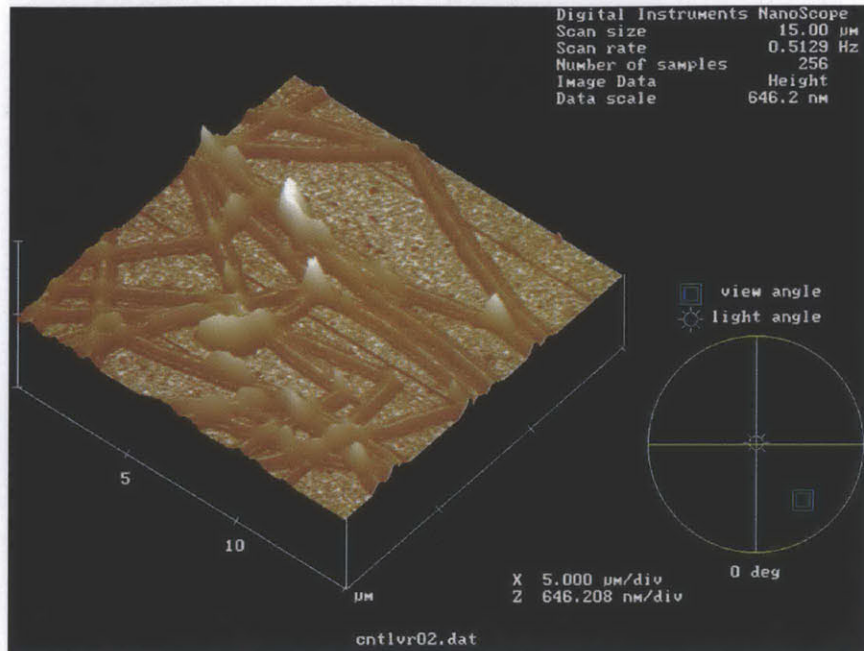 Digital Instruments NanoScope
Scan size 15.00 µm
Scan rate 0.5129 Hz
Number of samples 256
Image Data Height
Data scale 646.2 nm
view angle
light angle
5
10
µm
0 deg
X 5.000 µm/div
Z 646.208 nm/div
cntlvr02.dat